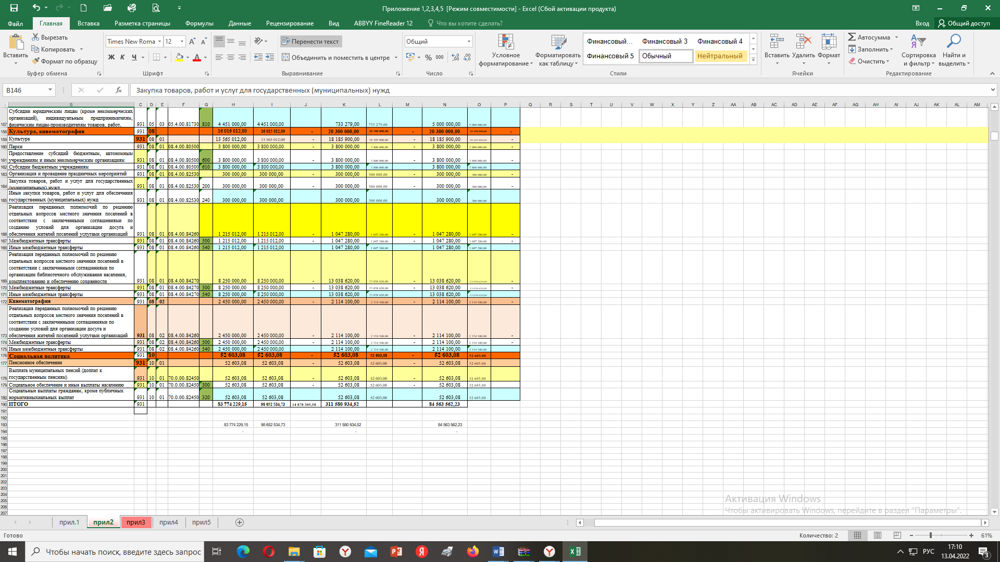 Приложение 1,2,3,4,5 [Режим совместимости] - Excel (Сбой активации продукта)
Файл Главная Вставка Разметка страницы Формулы Данные Рецензирование Вид ABBYY FineReader 12 Что вы хотите сделать? Вход Общий доступ
Вставить Вырезать Копировать Формат по образцу
Times New Roma 12 Ж К Ч
Перенести текст
Объединить и поместить в центре
Общий
% 000
Условное форматирование Форматировать как таблицу
Финансовый... Финансовый 3 Финансовый 4
Финансовый 5 Обычный Нейтральный
Вставить Удалить Формат
Автосумма Заполнить Очистить
Сортировка и фильтр Найти и выделить
Буфер обмена Шрифт Выравнивание Число Стили Ячейки Редактирование
B146 fx Закупка товаров, работ и услуг для государственных (муниципальных) нужд
B C D E F G H I J K L M N O P Q R S T U V W X Y Z AA AB AC AD AE AF AG AH AI AJ AK AL AM
Субсидии юридическим лицам (кроме некоммерческих
организаций), индивидуальным предпринимателям,
157 физическим лицам-производителям товаров, работ, 931 05 03 05.4.00.81730 810 4 451 000,00 4 451 000,00 733 279,00 733 279,00 5 000 000,00 5 000 000,00
158 Культура, кинематография 931 08 16 015 012,00 16 015 012,00 - 20 300 000,00 20 300 000,00 - 20 300 000,00 20 300 000,00 -
159 Культура 931 08 01 13 565 012,00 13 565 012,00 - 18 185 900,00 18 185 900,00 - 18 185 900,00 18 185 900,00 -
160 Парки 931 08 01 08.4.00.80500 3 800 000,00 3 800 000,00 - 3 800 000,00 3 800 000,00 - 3 800 000,00 3 800 000,00 -
Предоставление субсидий бюджетным, автономным
161 учреждениям и иным некоммерческим организациям 931 08 01 08.4.00.80500 600 3 800 000,00 3 800 000,00 - 3 800 000,00 3 800 000,00 - 3 800 000,00 3 800 000,00 -
162 Субсидии бюджетным учреждениям 931 08 01 08.4.00.80500 610 3 800 000,00 3 800 000,00 - 3 800 000,00 3 800 000,00 - 3 800 000,00 3 800 000,00 -
163 Организация и проведение праздничных мероприятий 931 08 01 08.4.00.82530 300 000,00 300 000,00 - 300 000,00 300 000,00 - 300 000,00 300 000,00 -
Закупка товаров, работ и услуг для государственных
164 (муниципальных) нужд 931 08 01 08.4.00.82530 200 300 000,00 300 000,00 - 300 000,00 300 000,00 - 300 000,00 300 000,00 -
Иные закупки товаров, работ и услуг для обеспечения
165 государственных (муниципальных) нужд 931 08 01 08.4.00.82530 240 300 000,00 300 000,00 300 000,00 300 000,00 300 000,00 300 000,00
Реализация переданных полномочий по решению
отдельных вопросов местного значения поселений в
соответствии с заключенными соглашениями по
созданию условий для организации досуга и
166 обеспечения жителей поселений услугами организаций 931 08 01 08.4.00.84260 1 215 012,00 1 215 012,00 - 1 047 280,00 1 047 280,00 - 1 047 280,00 1 047 280,00 -
167 Межбюджетные трансферты 931 08 01 08.4.00.84260 500 1 215 012,00 1 215 012,00 - 1 047 280,00 1 047 280,00 - 1 047 280,00 1 047 280,00 -
168 Иные межбюджетные трансферты 931 08 01 08.4.00.84260 540 1 215 012,00 1 215 012,00 - 1 047 280,00 1 047 280,00 - 1 047 280,00 1 047 280,00 -
Реализация переданных полномочий по решению
отдельных вопросов местного значения поселений в
соответствии с заключенными соглашениями по
организации библиотечного обслуживания населения,
169 комплектованию и обеспечению сохранности 931 08 01 08.4.00.84270 8 250 000,00 8 250 000,00 - 13 038 620,00 13 038 620,00 - 13 038 620,00 13 038 620,00 -
170 Межбюджетные трансферты 931 08 01 08.4.00.84270 500 8 250 000,00 8 250 000,00 - 13 038 620,00 13 038 620,00 - 13 038 620,00 13 038 620,00 -
171 Иные межбюджетные трансферты 931 08 01 08.4.00.84270 540 8 250 000,00 8 250 000,00 - 13 038 620,00 13 038 620,00 - 13 038 620,00 13 038 620,00 -
172 Кинематография 931 08 02 2 450 000,00 2 450 000,00 - 2 114 100,00 2 114 100,00 - 2 114 100,00 2 114 100,00 -
Реализация переданных полномочий по решению
отдельных вопросов местного значения поселений в
соответствии с заключенными соглашениями по
созданию условий для организации досуга и
173 обеспечения жителей поселений услугами организаций 931 08 02 08.4.00.84260 2 450 000,00 2 450 000,00 - 2 114 100,00 2 114 100,00 - 2 114 100,00 2 114 100,00 -
174 Межбюджетные трансферты 931 08 02 08.4.00.84260 500 2 450 000,00 2 450 000,00 - 2 114 100,00 2 114 100,00 - 2 114 100,00 2 114 100,00 -
175 Иные межбюджетные трансферты 931 08 02 08.4.00.84260 540 2 450 000,00 2 450 000,00 2 114 100,00 2 114 100,00 2 114 100,00 2 114 100,00
176 Социальная политика 931 10 52 603,08 52 603,08 - 52 603,08 52 603,08 - 52 603,08 52 603,08
177 Пенсионное обеспечение 931 10 01 52 603,08 52 603,08 - 52 603,08 52 603,08 52 603,08 52 603,08
Выплата муниципальных пенсий (доплат к
178 государственным пенсиям) 931 10 01 70.0.00.82450 52 603,08 52 603,08 - 52 603,08 52 603,08 52 603,08 52 603,08
179 Социальное обеспечение и иные выплаты населению 931 10 01 70.0.00.82450 300 52 603,08 52 603,08 - 52 603,08 52 603,08 52 603,08 52 603,08
Социальные выплаты гражданам, кроме публичных
180 нормативныхиальных выплат 931 10 01 70.0.00.82450 320 52 603,08 52 603,08 52 603,08 52 603,08 52 603,08 52 603,08
190 ИТОГО 931 83 774 229,15 98 652 534,73 14 878 305,58 311 580 934,52 84 563 562,23
191
192
193 83 774 229,15 98 652 534,73 311 580 934,52 84 563 562,23
194 - - -
195
196
197
198
199
200
201
202
203
204
205
206
207
Активация Windows
Чтобы активировать Windows, перейдите в раздел "Параметры".
прил.1 прил2 прил3 прил4 прил5
Готово Количество: 2 61%
Чтобы начать поиск, введите здесь запрос
РУС 17:10 13.04.2022 3